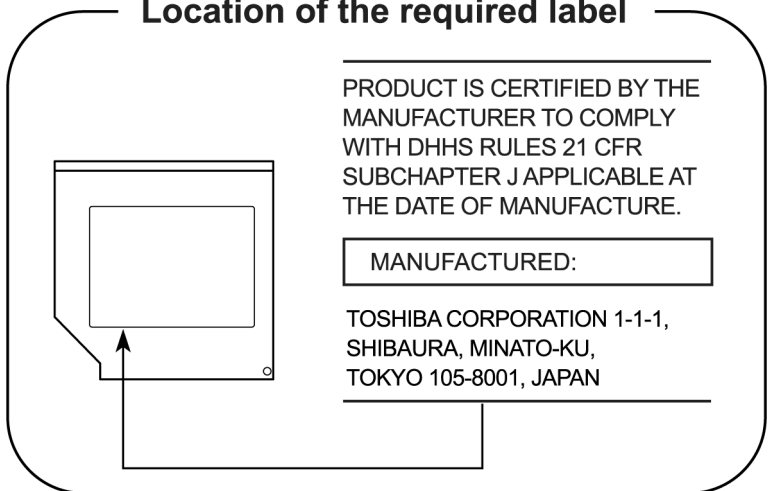 Location of the required label
PRODUCT IS CERTIFIED BY THE
MANUFACTURER TO COMPLY
WITH DHHS RULES 21 CFR
SUBCHAPTER J APPLICABLE AT
THE DATE OF MANUFACTURE.
MANUFACTURED:
TOSHIBA CORPORATION 1-1-1,
SHIBAURA, MINATO-KU,
TOKYO 105-8001, JAPAN